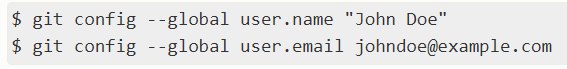 $ git config --global user.name "John Doe"
$ git config --global user.email johndoe@example.com